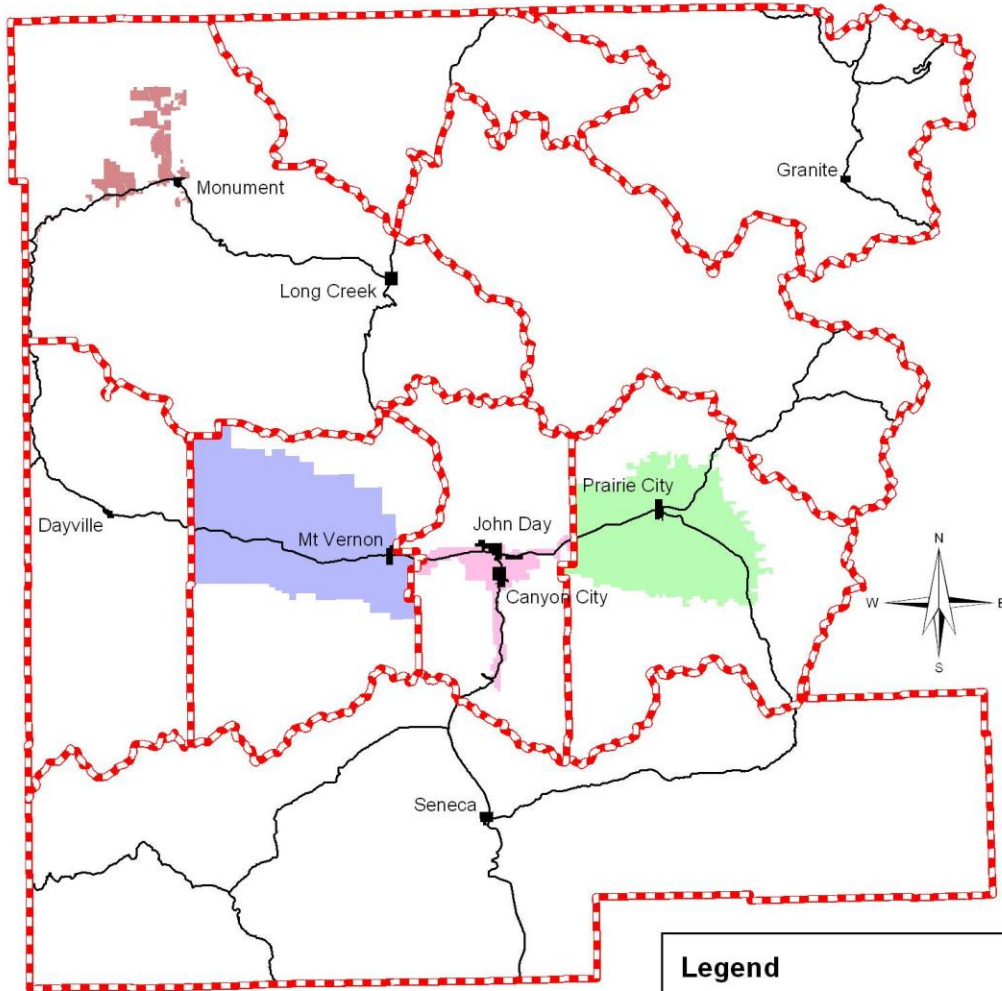 Granite
Monument
Long Creek
Prairie City
Dayville
Mt Vernon
John Day
Canyon City
N
W
E
S
Seneca
Legend